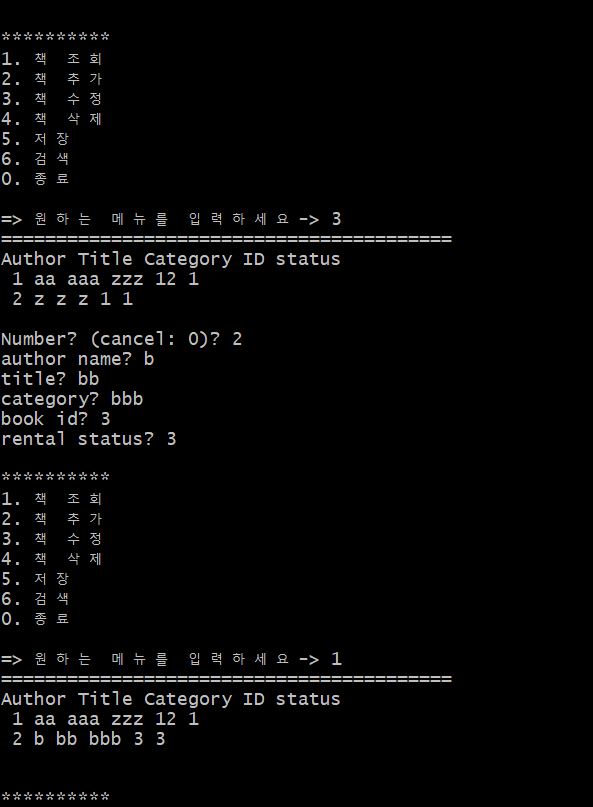 **********
1. 책 조회
2. 책 추가
3. 책 수정
4. 책 삭제
5. 저장
6. 검색
0. 종료
=> 원하는 메뉴를 입력하세요 -> 3
=========================================
Author Title Category ID status
1 aa aaa zzz 12 1
2 z z z 1 1
Number? (cancel: 0)? 2
author name? b
title? bb
category? bbb
book id? 3
rental status? 3
**********
1. 책 조회
2. 책 추가
3. 책 수정
4. 책 삭제
5. 저장
6. 검색
0. 종료
=> 원하는 메뉴를 입력하세요 -> 1
=========================================
Author Title Category ID status
1 aa aaa zzz 12 1
2 b bb bbb 3 3
**********